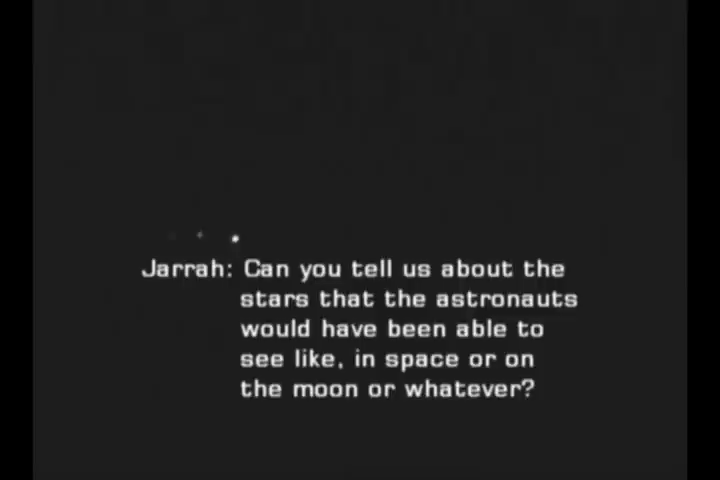 Jarrah: Can you tell us about the
stars that the astronauts
would have been able to
see like, in space or on
the moon or whatever?